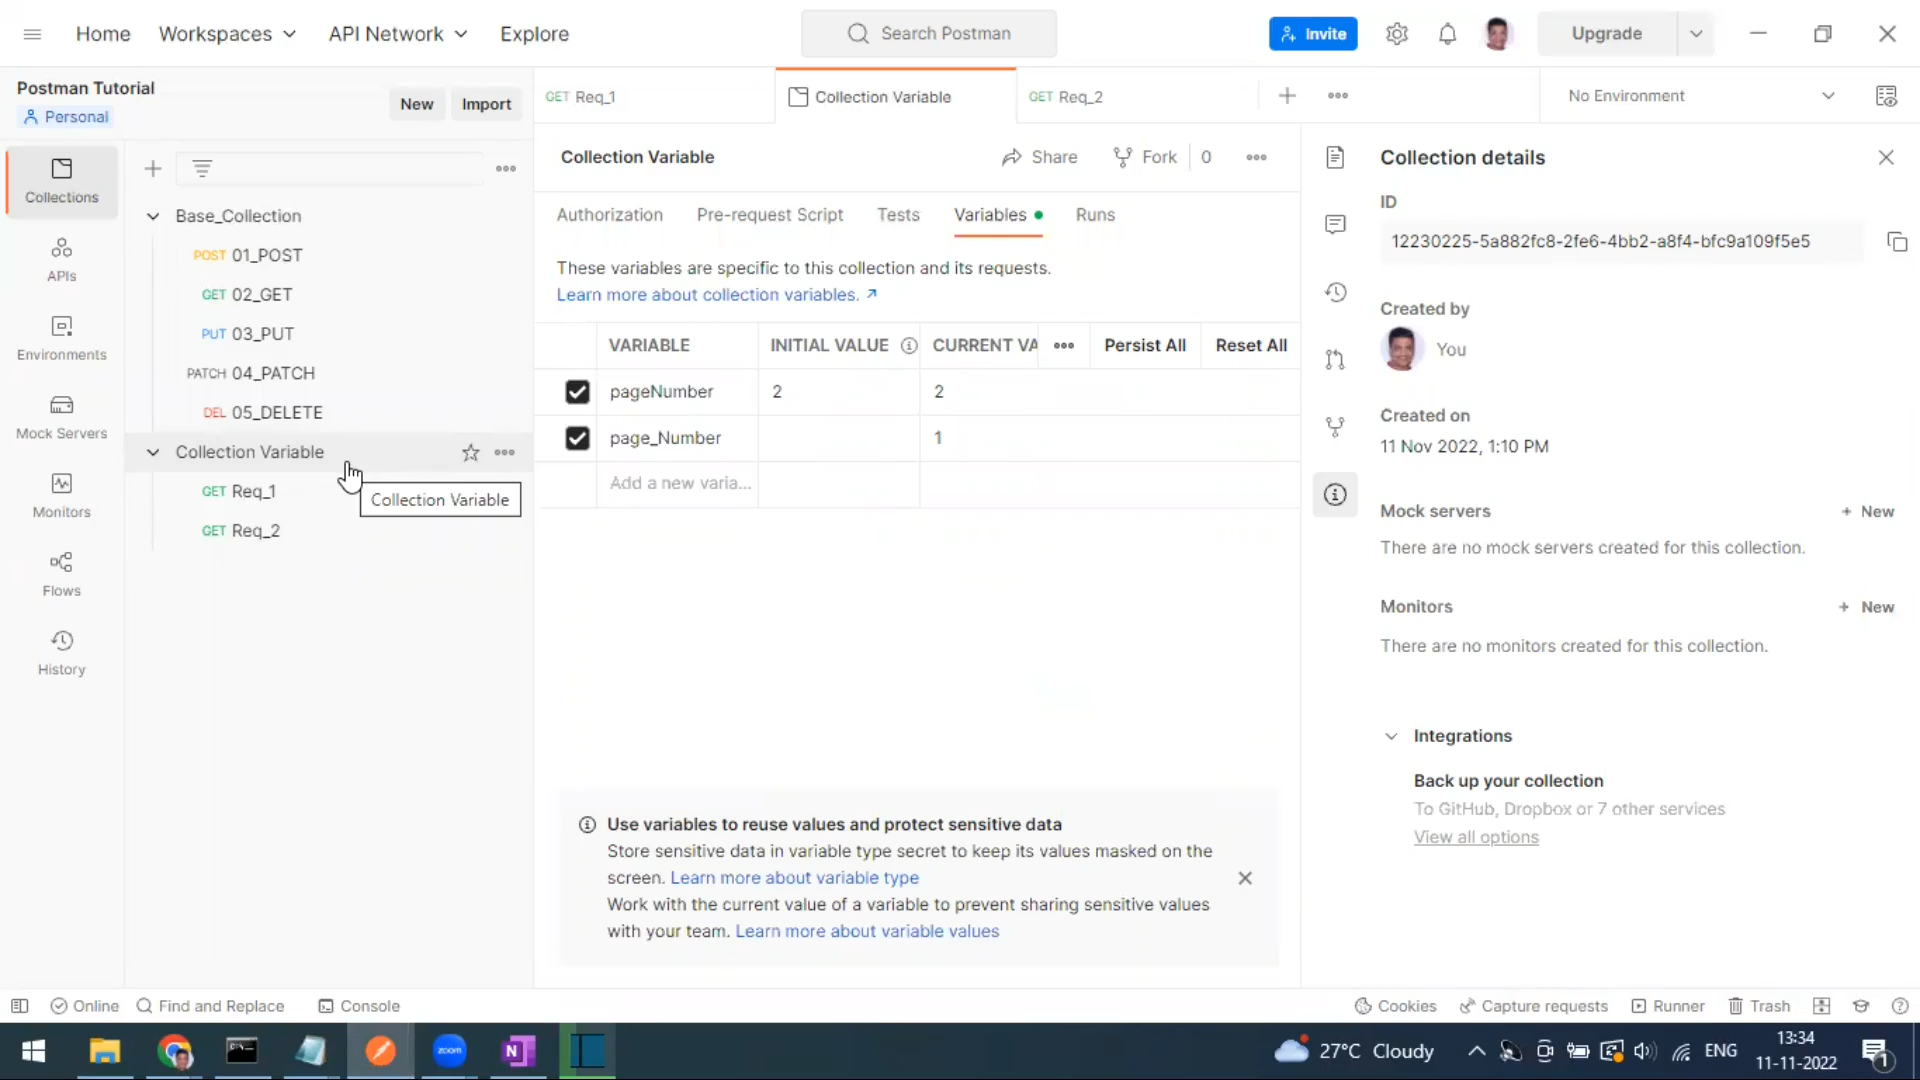 Home
Workspaces
API Network
Explore
Search Postman
Invite
Upgrade
Postman Tutorial
Personal
New
Import
GET Req_1
Collection Variable
GET Req_2
No Environment
Collections
APIs
Environments
Mock Servers
Monitors
Flows
History
Base_Collection
POST 01_POST
GET 02_GET
PUT 03_PUT
PATCH 04_PATCH
DEL 05_DELETE
Collection Variable
GET Req_1
Collection Variable
GET Req_2
Collection Variable
Share
Fork
0
Authorization
Pre-request Script
Tests
Variables
Runs
These variables are specific to this collection and its requests.
Learn more about collection variables. ↗
VARIABLE
INITIAL VALUE
CURRENT VA
Persist All
Reset All
pageNumber
2
2
page_Number
1
Add a new varia...
Use variables to reuse values and protect sensitive data
Store sensitive data in variable type secret to keep its values masked on the
screen. Learn more about variable type
Work with the current value of a variable to prevent sharing sensitive values
with your team. Learn more about variable values
Collection details
ID
12230225-5a882fc8-2fe6-4bb2-a8f4-bfc9a109f5e5
Created by
You
Created on
11 Nov 2022, 1:10 PM
Mock servers
+ New
There are no mock servers created for this collection.
Monitors
+ New
There are no monitors created for this collection.
Integrations
Back up your collection
To GitHub, Dropbox or 7 other services
View all options
Online
Find and Replace
Console
Cookies
Capture requests
Runner
Trash
zoom
N
27°C Cloudy
ENG
13:34
11-11-2022
1